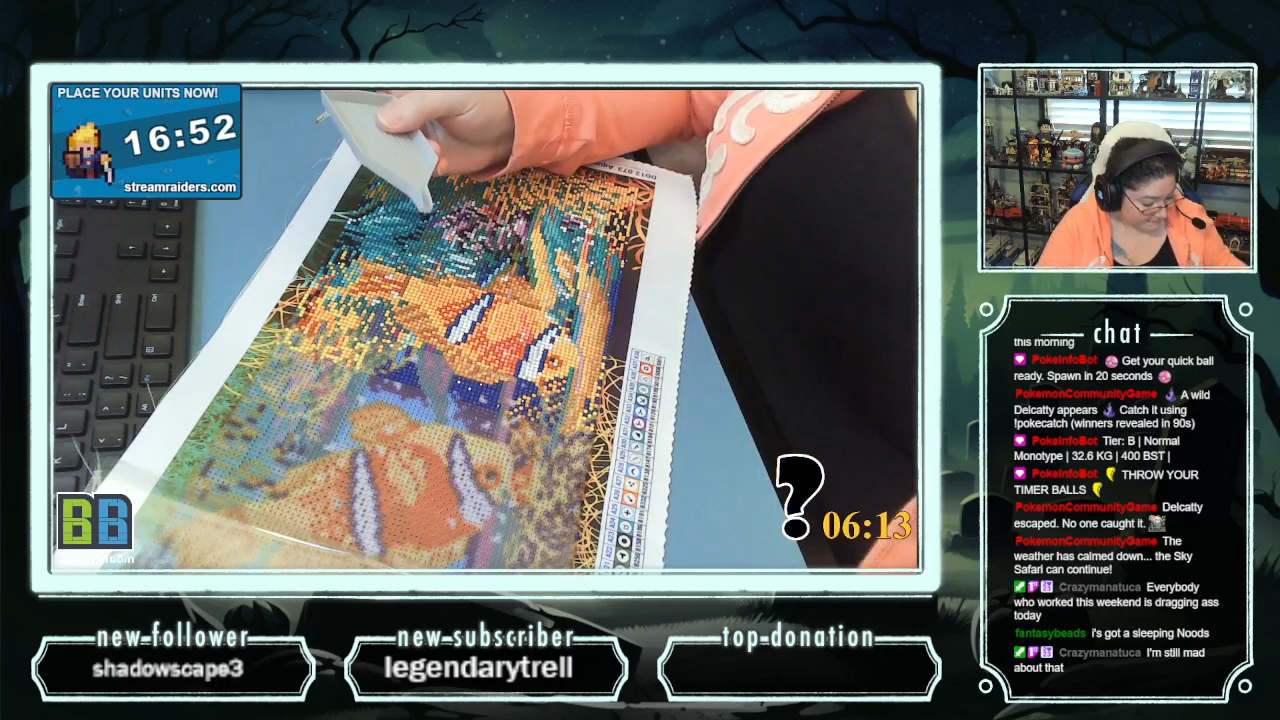 PLACE YOUR UNITS NOW!
16:52
streamraiders.com
BB
06:13
new follower
shadowscape3
new subscriber
legendarytrell
top donation
chat
this morning
PokeInfoBot Get your quick ball
ready. Spawn in 20 seconds
PokemonCommunityGame A wild
Delcatty appears Catch it using
!pokecatch (winners revealed in 90s)
PokeInfoBot Tier: B | Normal
Monotype | 32.6 KG | 400 BST |
PokeInfoBot THROW YOUR
TIMER BALLS
PokemonCommunityGame Delcatty
escaped. No one caught it.
PokemonCommunityGame The
weather has calmed down... the Sky
Safari can continue!
Crazymanatuca Everybody
who worked this weekend is dragging ass
today
fantasybeads i's got a sleeping Noods
Crazymanatuca I'm still mad
about that